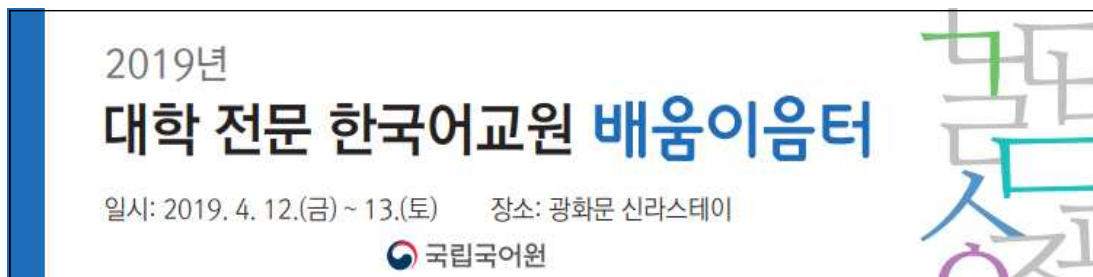 2019년
대학 전문 한국어교원 배움이음터
일시: 2019. 4. 12.(금) ~ 13.(토) 장소: 광화문 신라스테이
국립국어원